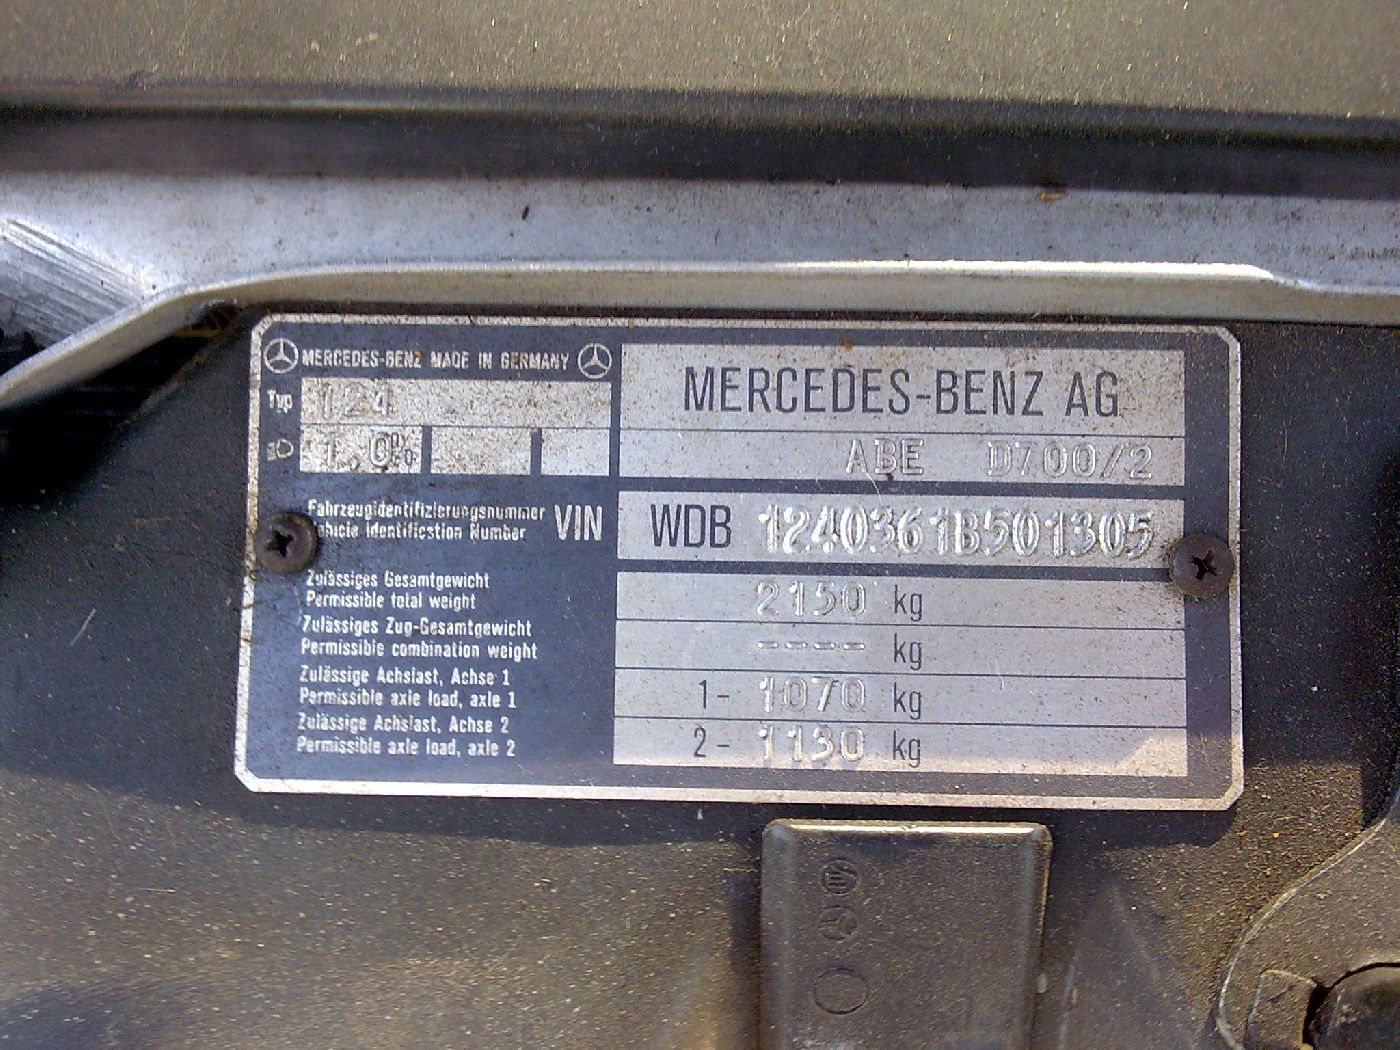 MERCEDES-BENZ MADE IN GERMANY
Typ 124
1.0%
MERCEDES-BENZ AG
ABE D700/2
Fahrzeugidentifizierungsnummer
Vehicle Identification Number
VIN WDB 1240361B501305
Zulässiges Gesamtgewicht
Permissible total weight
2150 kg
Zulässiges Zug-Gesamtgewicht
Permissible combination weight
---- kg
Zulässige Achslast, Achse 1
Permissible axle load, axle 1
1- 1070 kg
Zulässige Achslast, Achse 2
Permissible axle load, axle 2
2- 1130 kg